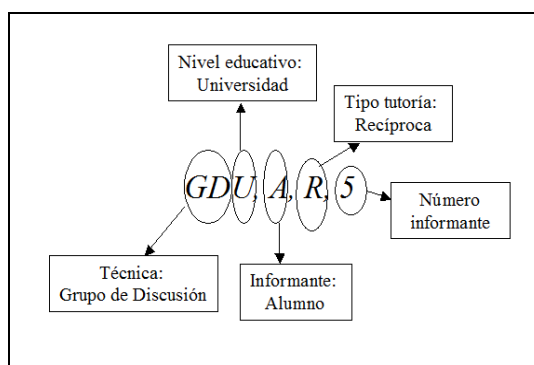 Nivel educativo:
Universidad
Tipo tutoría:
Recíproca
GDU, A, R, 5
Número
informante
Técnica:
Grupo de Discusión
Informante:
Alumno